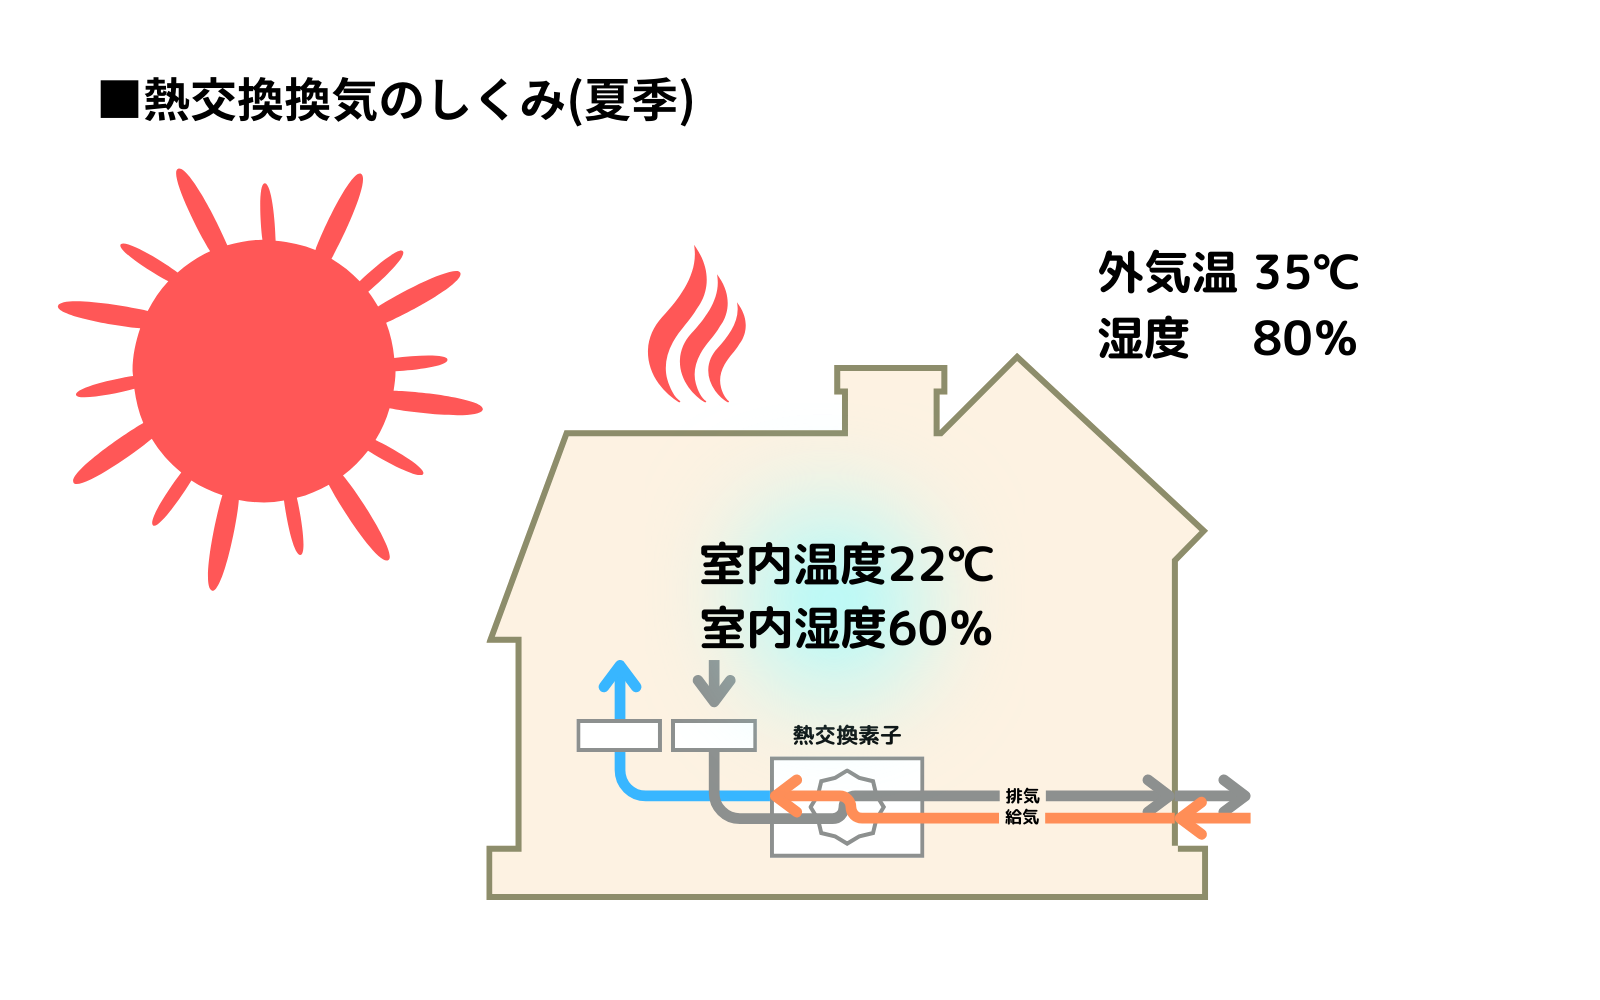 ■熱交換換気のしくみ(夏季)
外気温 35℃
湿度 80%
室内温度22℃
室内湿度60%
熱交換素子
排気
給気